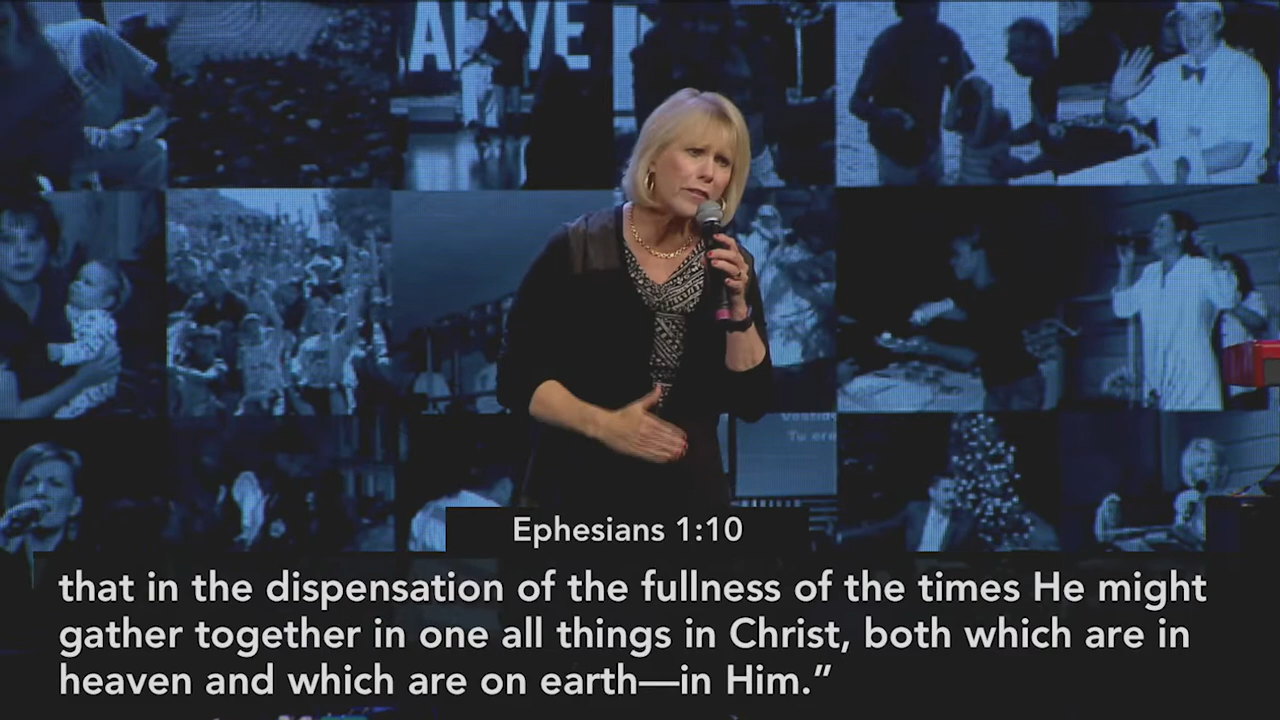 Ephesians 1:10
that in the dispensation of the fullness of the times He might
gather together in one all things in Christ, both which are in
heaven and which are on earth—in Him.”